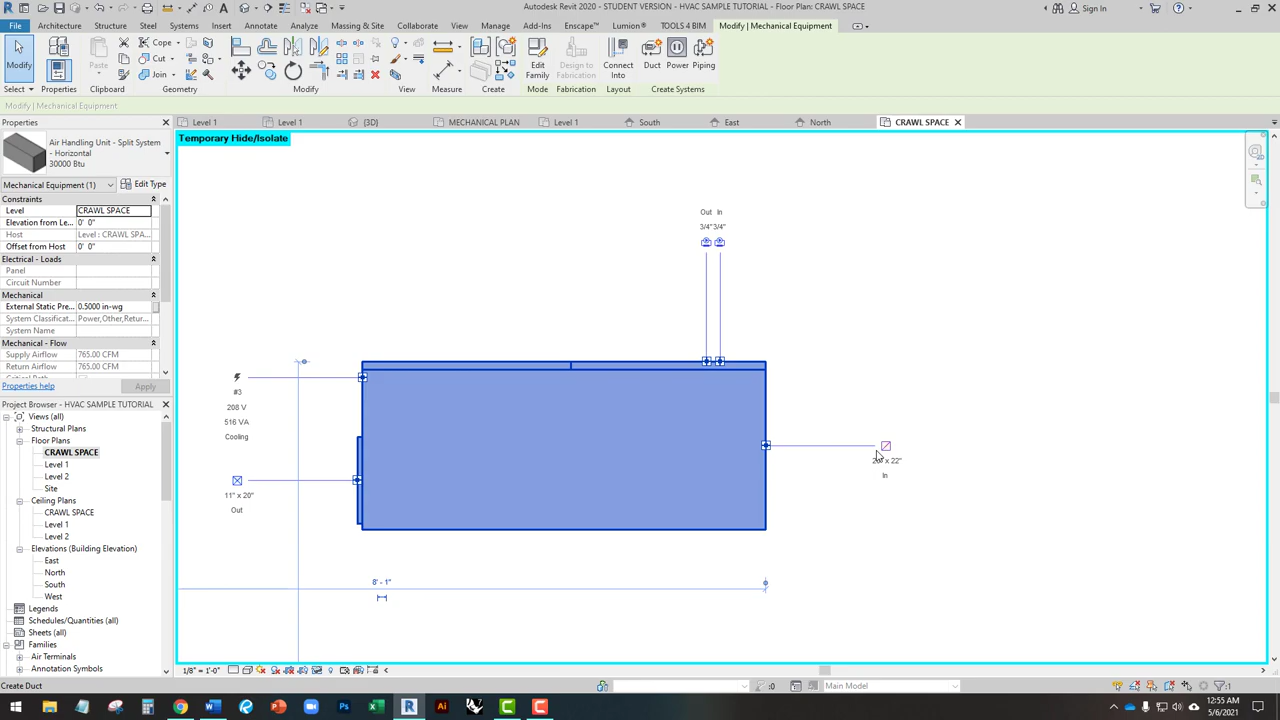 Autodesk Revit 2020 - STUDENT VERSION - HVAC SAMPLE TUTORIAL - Floor Plan: CRAWL SPACE
Sign In
File Architecture Structure Steel Systems Insert Annotate Analyze Massing & Site Collaborate View Manage Add-Ins Enscape™ Lumion® TOOLS 4 BIM Modify | Mechanical Equipment
Cope
Cut
Join
Modify Properties Paste Edit Family Design to Fabrication Connect Into Duct Power Piping
Select Properties Clipboard Geometry Modify View Measure Create Mode Fabrication Layout Create Systems
Modify | Mechanical Equipment
Properties
Level 1 Level 1 {3D} MECHANICAL PLAN Level 1 South East North CRAWL SPACE
Temporary Hide/Isolate
Air Handling Unit - Split System
- Horizontal
30000 Btu
Mechanical Equipment (1) Edit Type
Constraints
Level CRAWL SPACE
Elevation from Le... 0' 0"
Host Level : CRAWL SPA...
Offset from Host 0' 0"
Electrical - Loads
Panel
Circuit Number
Mechanical
External Static Pre... 0.5000 in-wg
System Classificat... Power,Other,Retur...
System Name
Mechanical - Flow
Supply Airflow 765.00 CFM
Return Airflow 765.00 CFM
Properties help Apply
Out In
3/4" 3/4"
#3
208 V
516 VA
Cooling
11" x 20"
Out
x 22"
In
8' - 1"
Project Browser - HVAC SAMPLE TUTORIAL
Views (all)
Structural Plans
Floor Plans
CRAWL SPACE
Level 1
Level 2
Site
Ceiling Plans
CRAWL SPACE
Level 1
Level 2
Elevations (Building Elevation)
East
North
South
West
Legends
Schedules/Quantities (all)
Sheets (all)
Families
Air Terminals
Annotation Symbols
1/8" = 1'-0"
Create Duct
:0
Main Model
:1
12:55 AM
5/6/2021